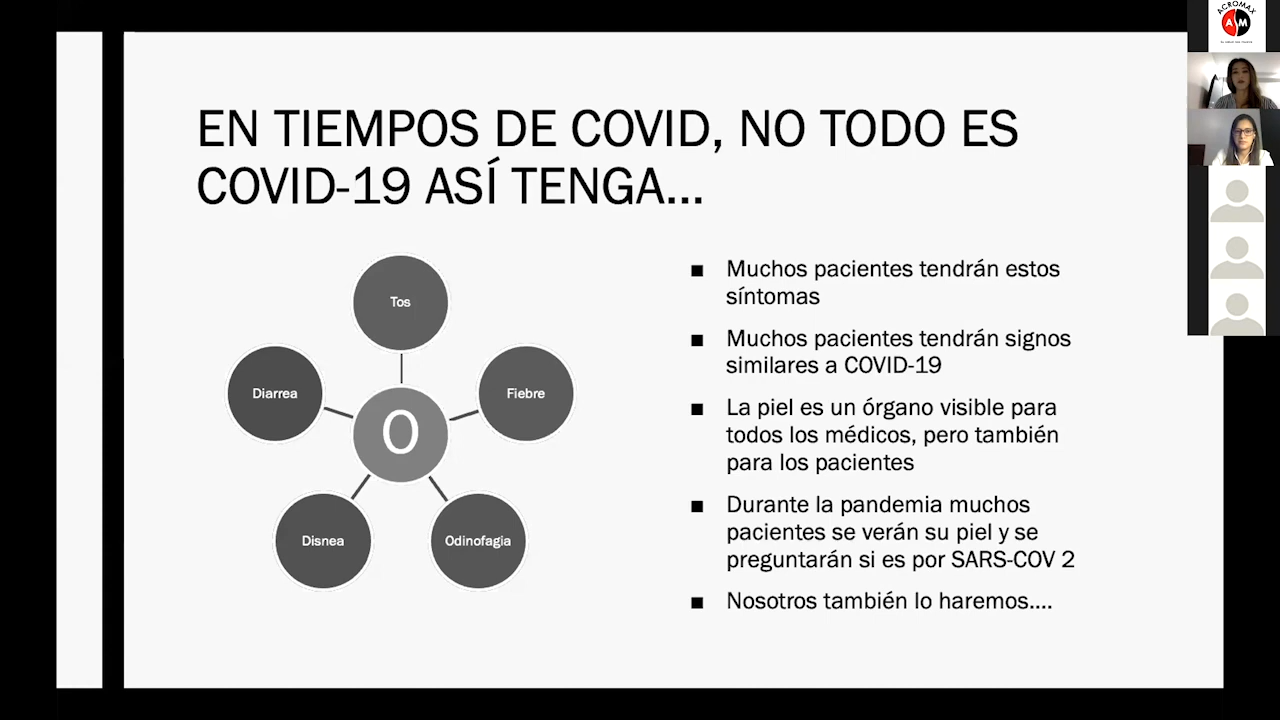 EN TIEMPOS DE COVID, NO TODO ES
COVID-19 ASÍ TENGA...
Tos
Diarrea
Fiebre
O
Disnea
Odinofagia
■ Muchos pacientes tendrán estos
síntomas
■ Muchos pacientes tendrán signos
similares a COVID-19
■ La piel es un órgano visible para
todos los médicos, pero también
para los pacientes
■ Durante la pandemia muchos
pacientes se verán su piel y se
preguntarán si es por SARS-COV 2
■ Nosotros también lo haremos....
ACROMAX
ASM